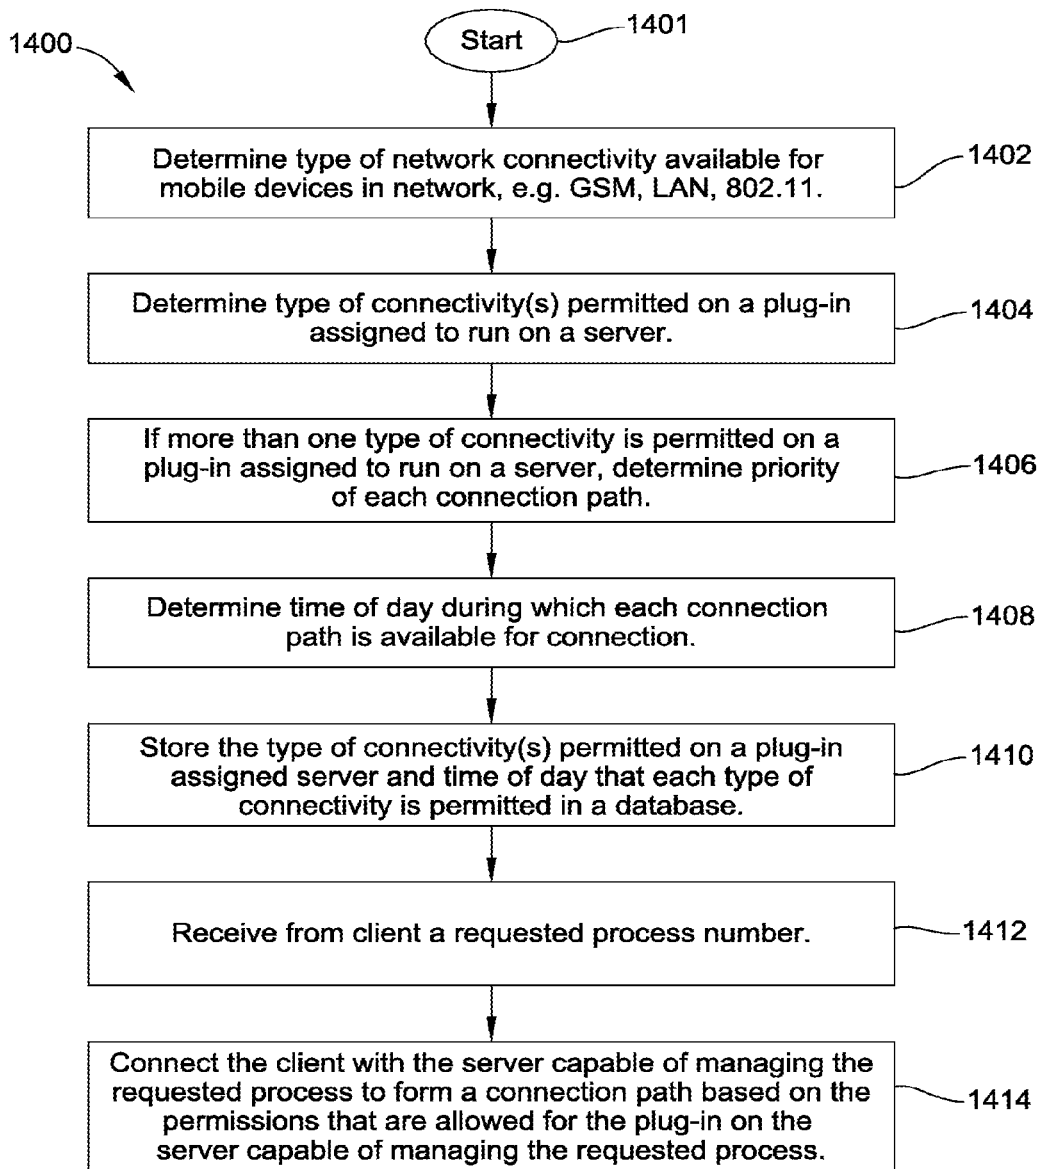 1400
Start
1401
Determine type of network connectivity available for
mobile devices in network, e.g. GSM, LAN, 802.11.
1402
Determine type of connectivity(s) permitted on a plug-in
assigned to run on a server.
1404
If more than one type of connectivity is permitted on a
plug-in assigned to run on a server, determine priority
of each connection path.
1406
Determine time of day during which each connection
path is available for connection.
1408
Store the type of connectivity(s) permitted on a plug-in
assigned server and time of day that each type of
connectivity is permitted in a database.
1410
Receive from client a requested process number.
1412
Connect the client with the server capable of managing the
requested process to form a connection path based on the
permissions that are allowed for the plug-in on the
server capable of managing the requested process.
1414